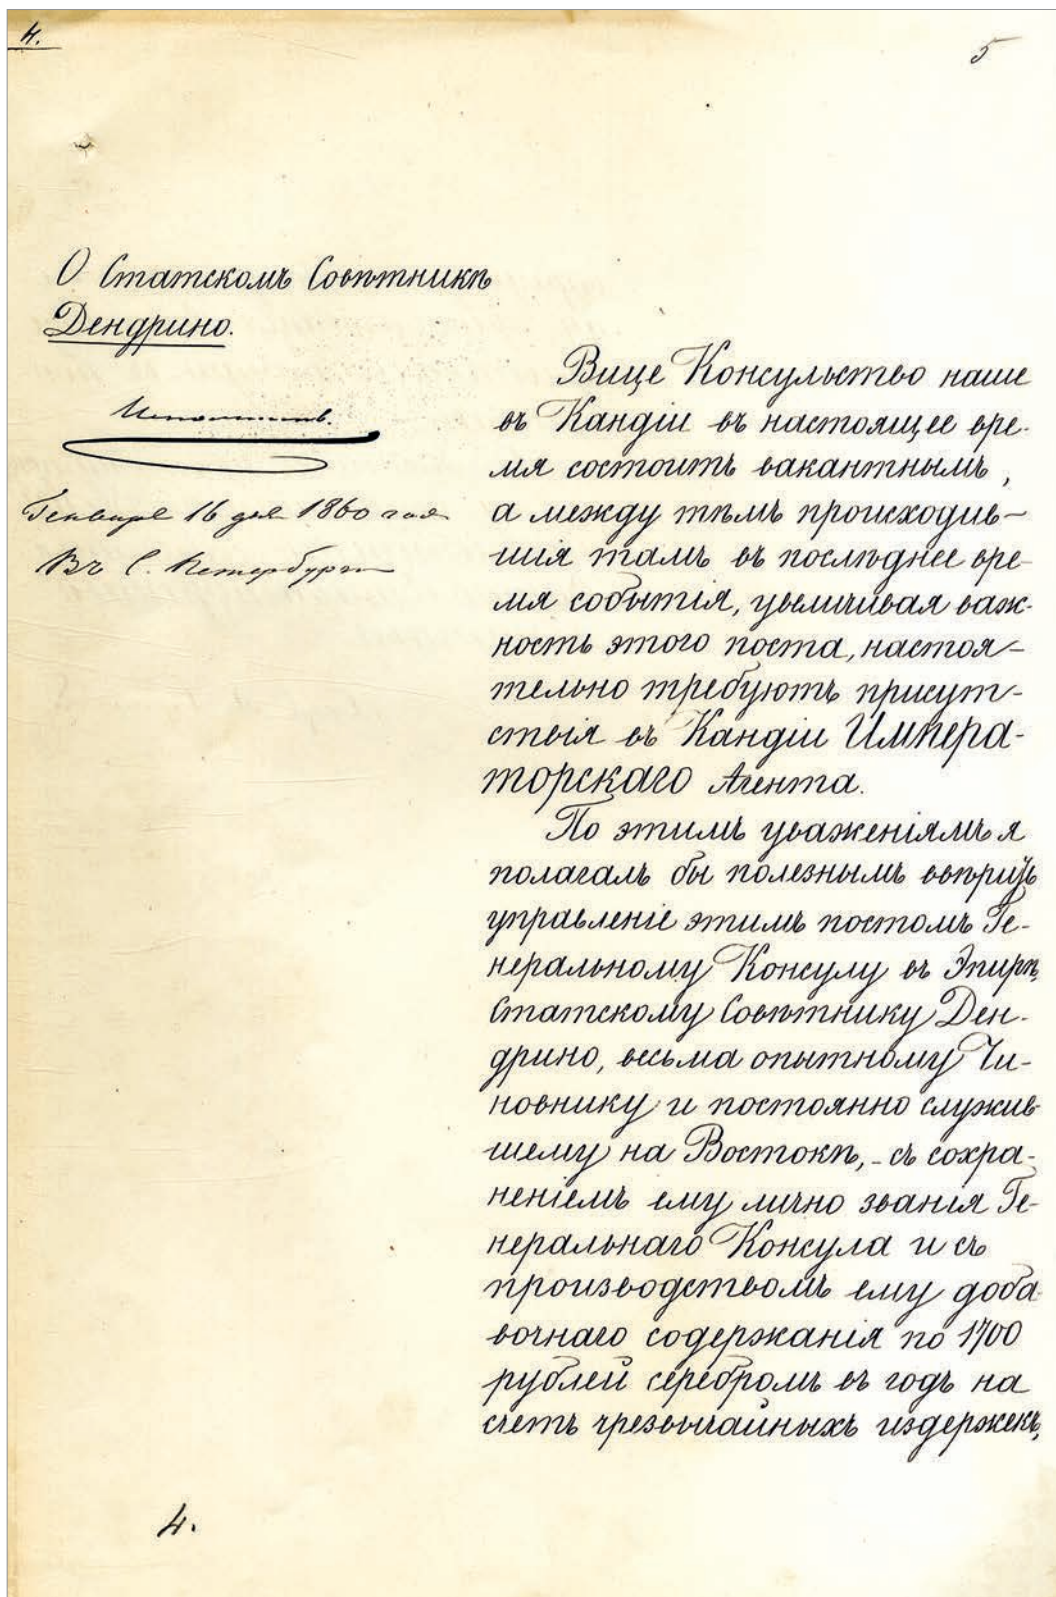 4.
5
О Статскомъ Совѣтникѣ
Дендрино.
Генваря 16 дня 1860 года
Въ С. Петербургѣ
Вице Консульство наше
въ Кандіи въ настоящее вре-
мя состоитъ вакантнымъ,
а между тѣмъ происходив-
шія тамъ въ послѣднее вре-
мя событія, увеличивая важ-
ность этого поста, настоя-
тельно требуютъ присут-
ствія въ Кандіи Импера-
торскаго Агента.
По этимъ уваженіямъ я
полагалъ бы полезнымъ ввѣрить
управленіе этимъ постомъ Ге-
неральному Консулу въ Эпирѣ,
Статскому Совѣтнику Ден-
дрино, весьма опытному Чи-
новнику и постоянно служив-
шему на Востокѣ, - съ сохра-
неніемъ ему лично званія Ге-
неральнаго Консула и съ
производствомъ ему доба-
вочнаго содержанія по 1700
рублей серебромъ въ годъ на
счетъ чрезвычайныхъ издержекъ,
4.